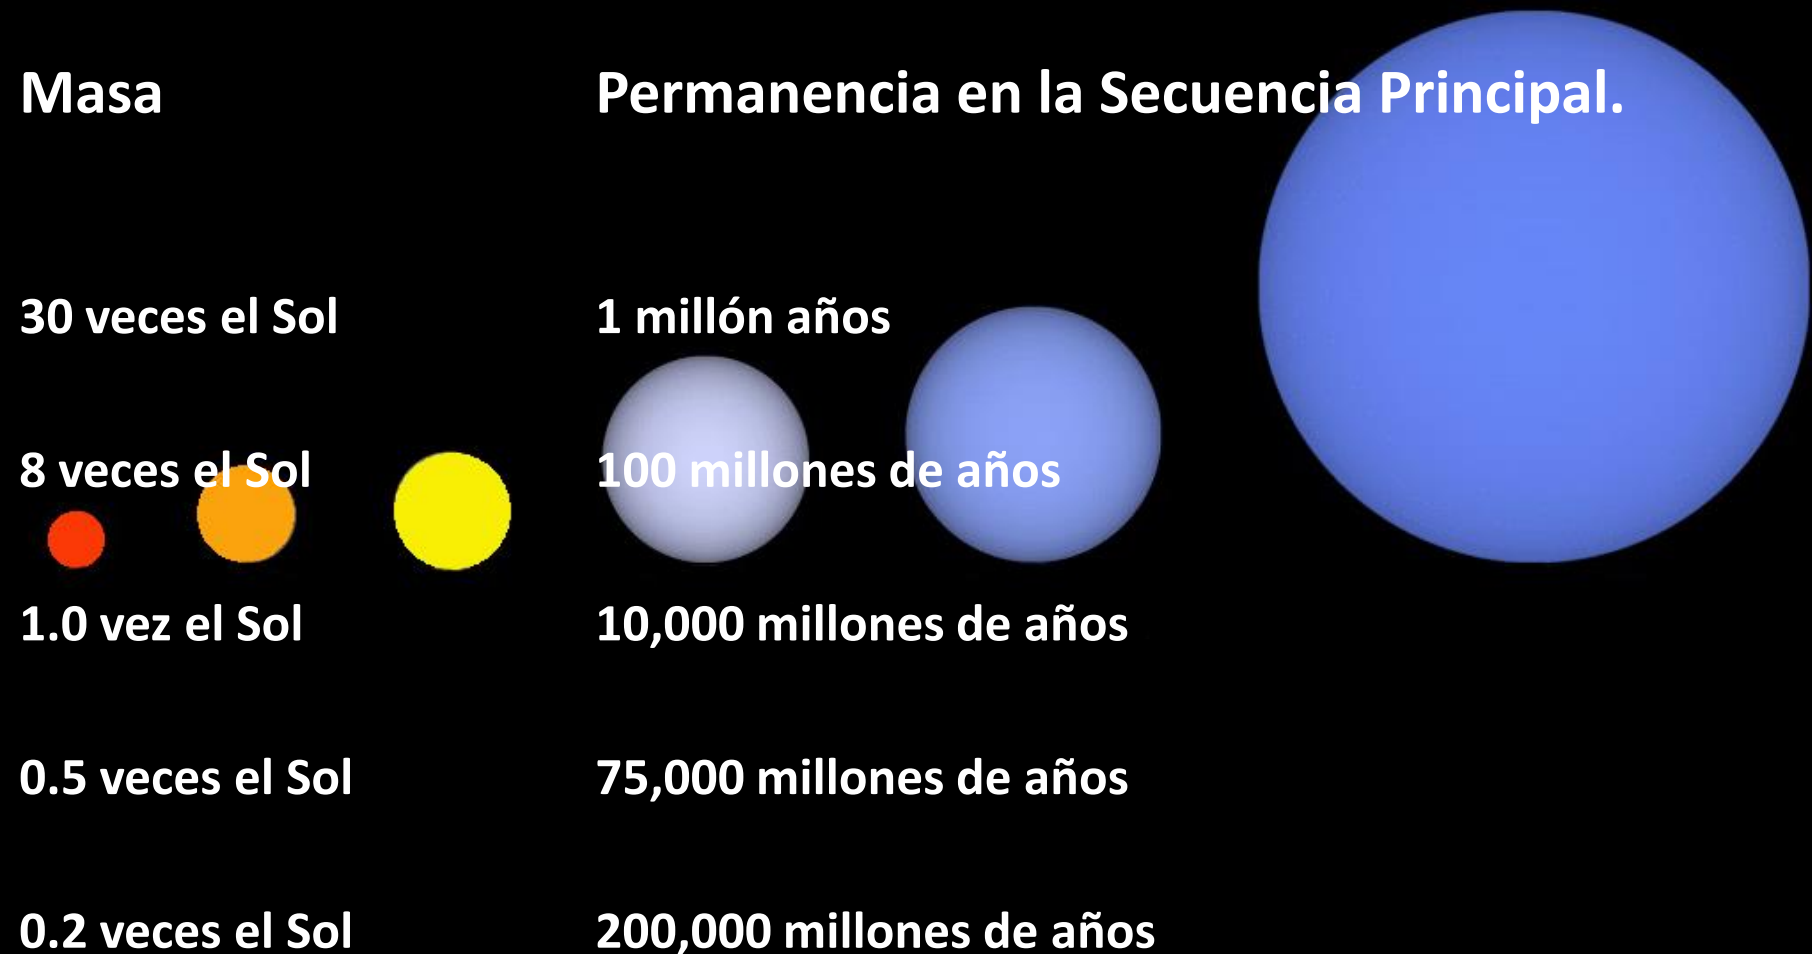 Masa Permanencia en la Secuencia Principal.
30 veces el Sol 1 millón años
8 veces el Sol 100 millones de años
1.0 vez el Sol 10,000 millones de años
0.5 veces el Sol 75,000 millones de años
0.2 veces el Sol 200,000 millones de años